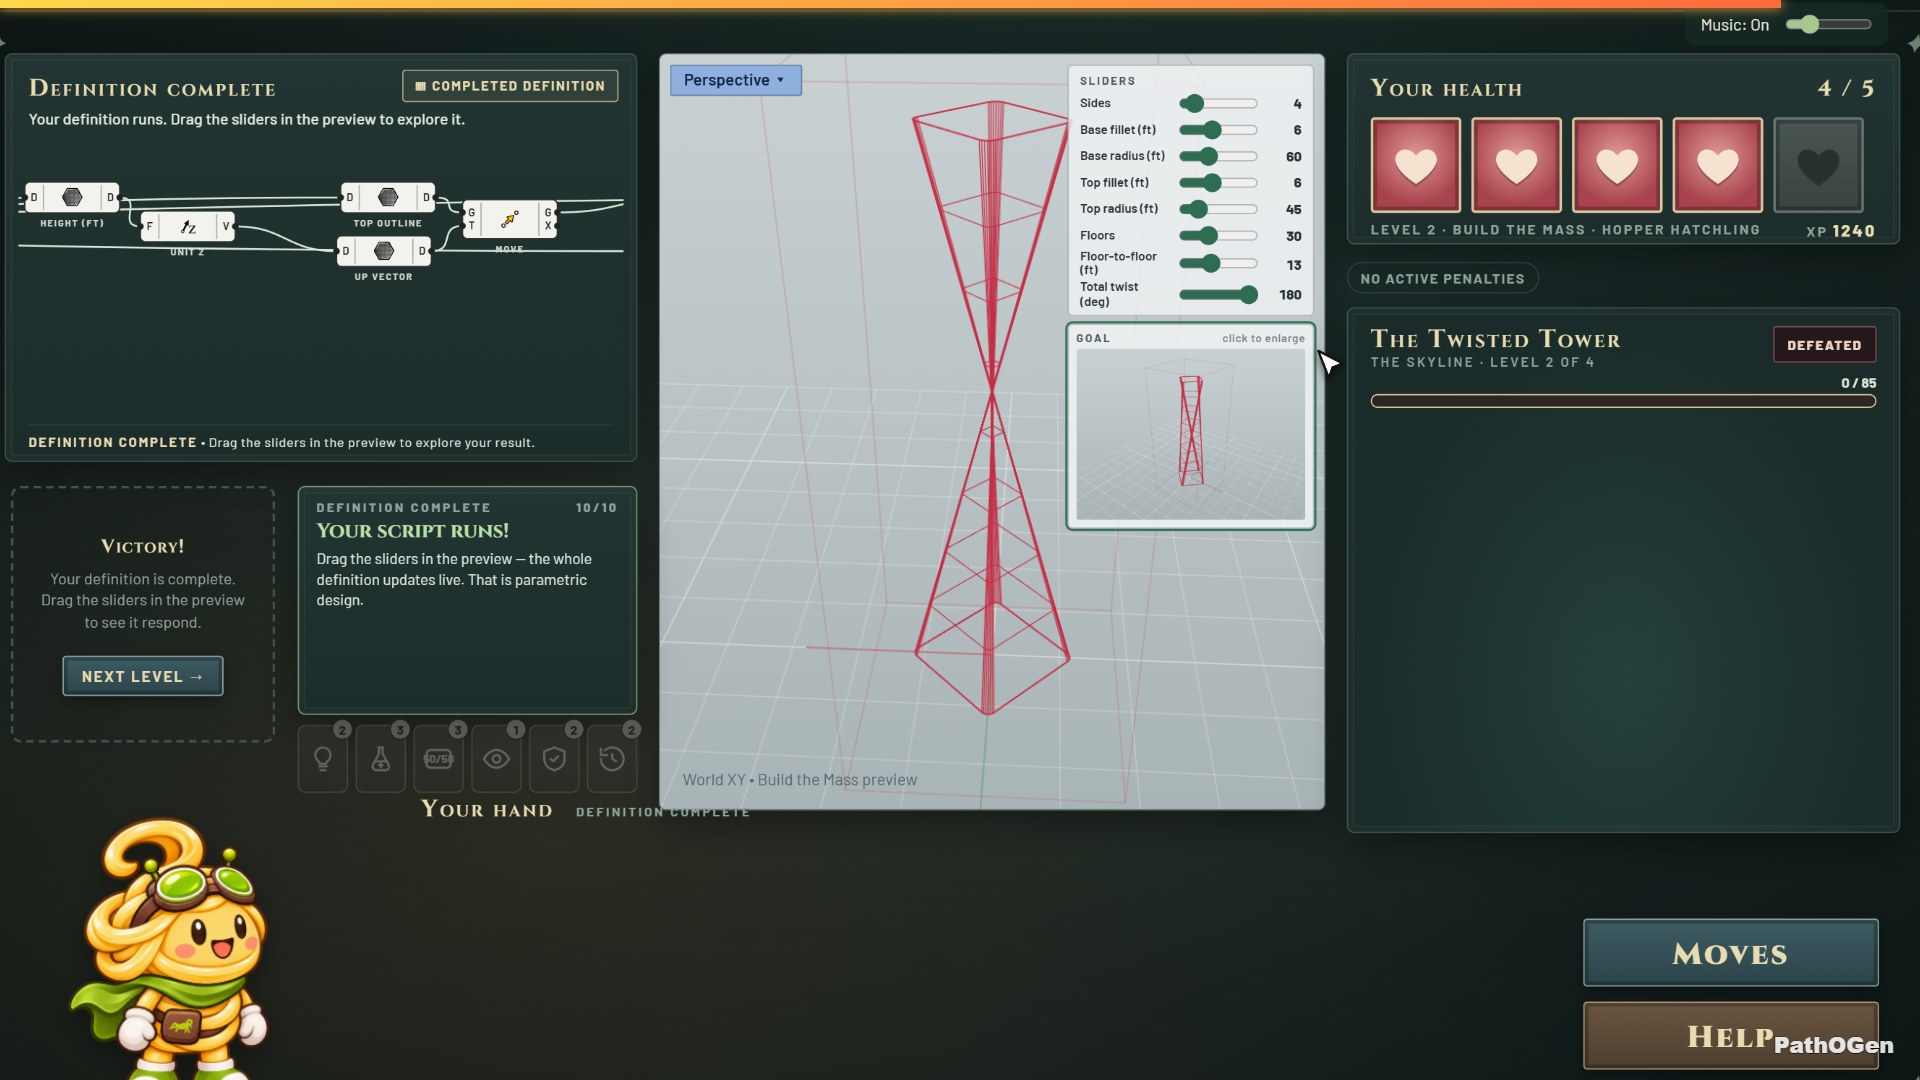 Music: On
DEFINITION COMPLETE
COMPLETED DEFINITION
Your definition runs. Drag the sliders in the preview to explore it.
D D
HEIGHT (FT)
F V
UNIT Z
D D
TOP OUTLINE
D D
UP VECTOR
G G
T X
MOVE
DEFINITION COMPLETE • Drag the sliders in the preview to explore your result.
VICTORY!
Your definition is complete.
Drag the sliders in the preview
to see it respond.
NEXT LEVEL →
DEFINITION COMPLETE 10/10
YOUR SCRIPT RUNS!
Drag the sliders in the preview — the whole
definition updates live. That is parametric
design.
2 3 3 1 2 2
50/50
YOUR HAND DEFINITION COMPLETE
Perspective
SLIDERS
Sides 4
Base fillet (ft) 6
Base radius (ft) 60
Top fillet (ft) 6
Top radius (ft) 45
Floors 30
Floor-to-floor
(ft) 13
Total twist
(deg) 180
GOAL click to enlarge
World XY • Build the Mass preview
YOUR HEALTH 4 / 5
LEVEL 2 · BUILD THE MASS · HOPPER HATCHLING XP 1240
NO ACTIVE PENALTIES
THE TWISTED TOWER
DEFEATED
THE SKYLINE · LEVEL 2 OF 4
0 / 85
MOVES
HELP
PathOGen